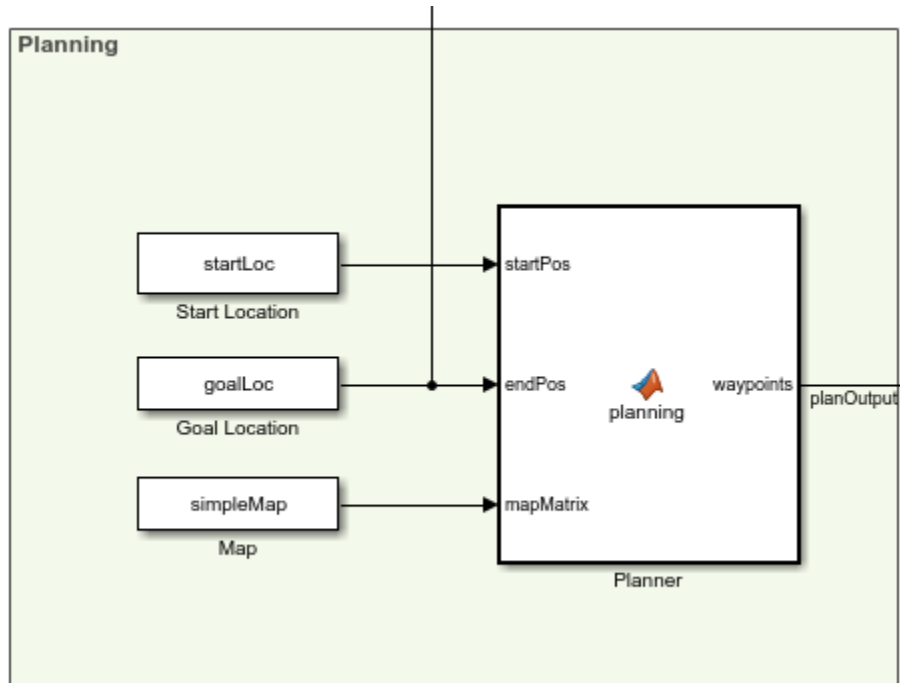 Planning
startLoc
Start Location
goalLoc
Goal Location
simpleMap
Map
startPos
endPos
mapMatrix
planning
waypoints
Planner
planOutput